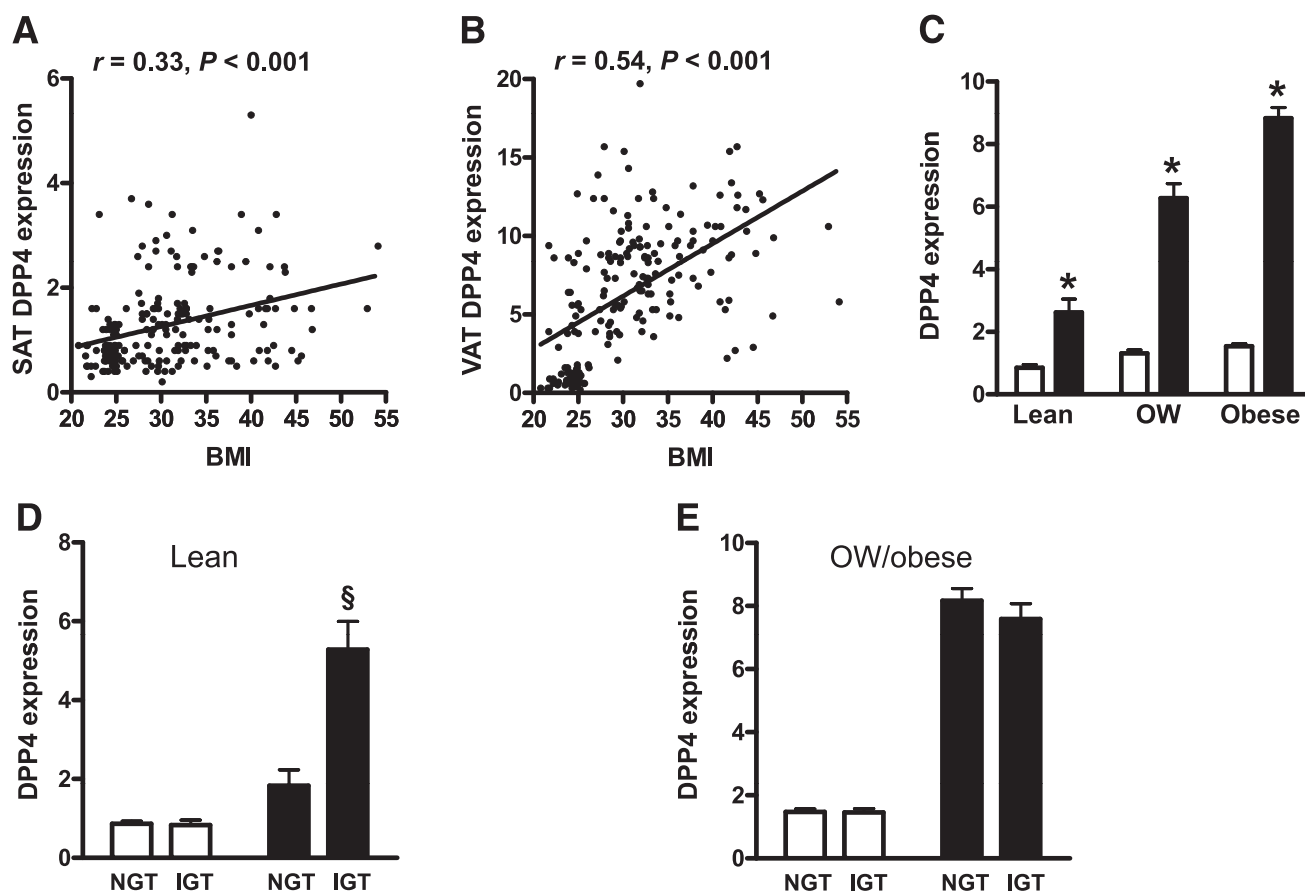 A
r = 0.33, P < 0.001
SAT DPP4 expression
6
4
2
0
20 25 30 35 40 45 50 55
BMI
B
r = 0.54, P < 0.001
VAT DPP4 expression
20
15
10
5
0
20 25 30 35 40 45 50 55
BMI
C
DPP4 expression
10
8
6
4
2
0
* * *
Lean OW Obese
D
Lean
DPP4 expression
8
6
4
2
0
§
NGT IGT NGT IGT
E
OW/obese
DPP4 expression
10
8
6
4
2
0
NGT IGT NGT IGT